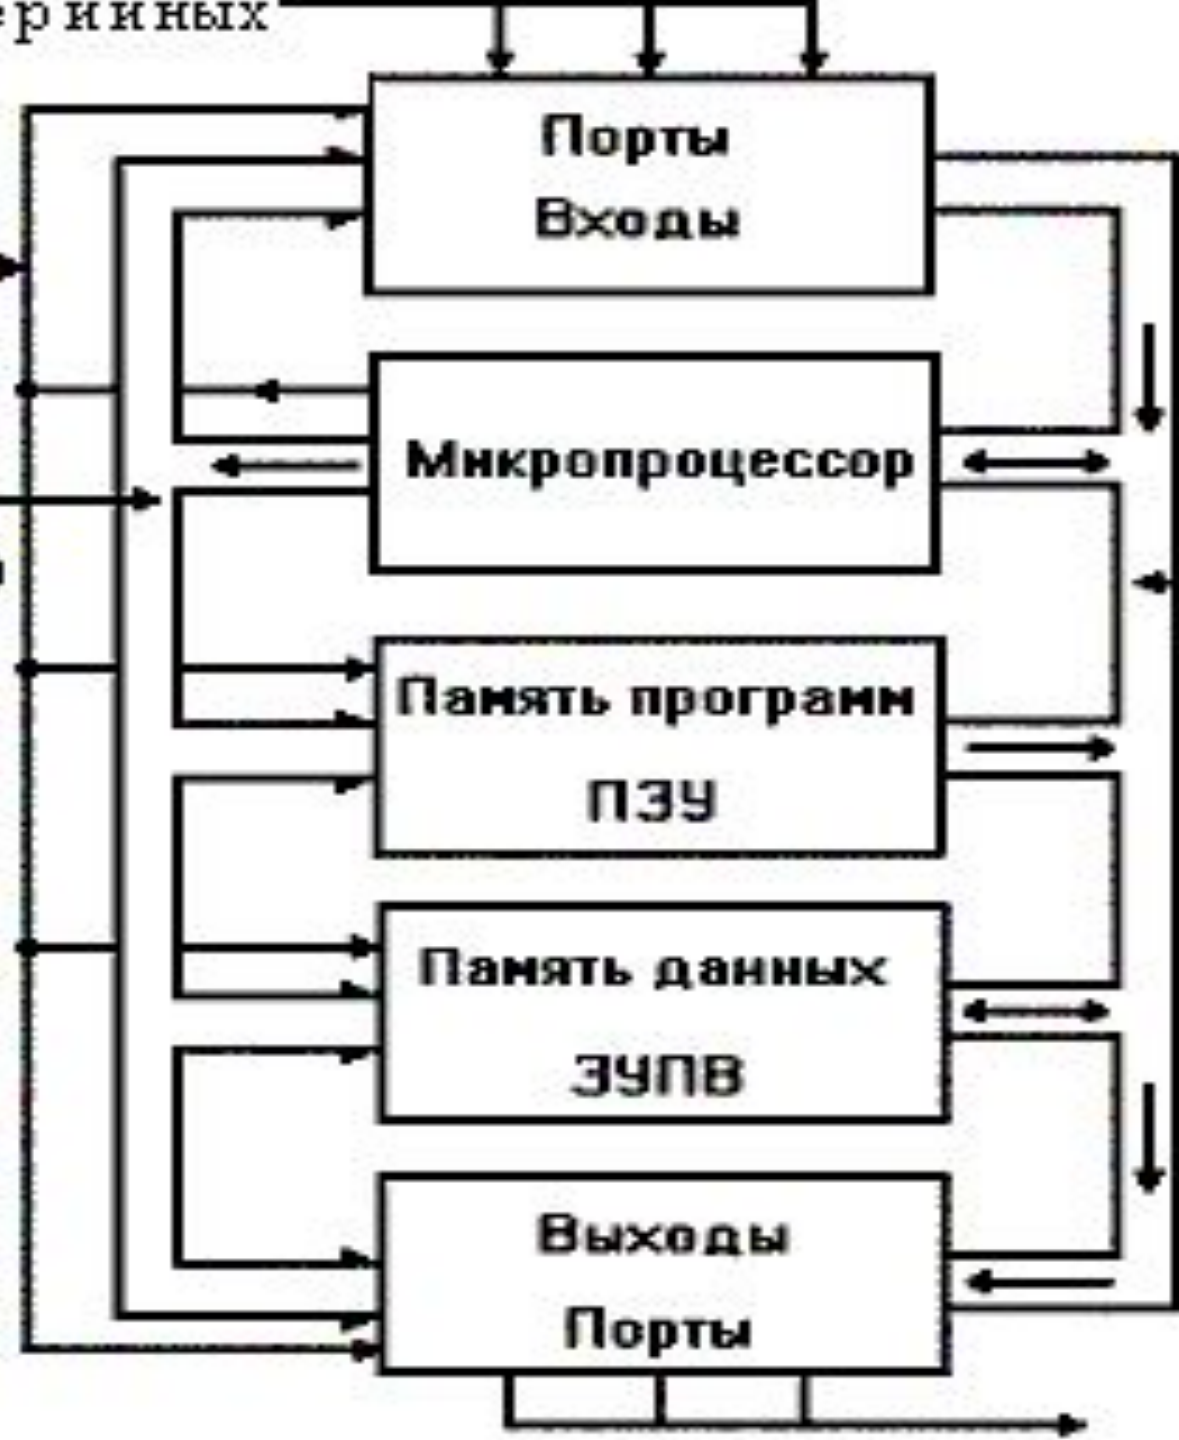 Порты
Входы
Микропроцессор
Память программ
ПЗУ
Память данных
ЗУПВ
Выходы
Порты